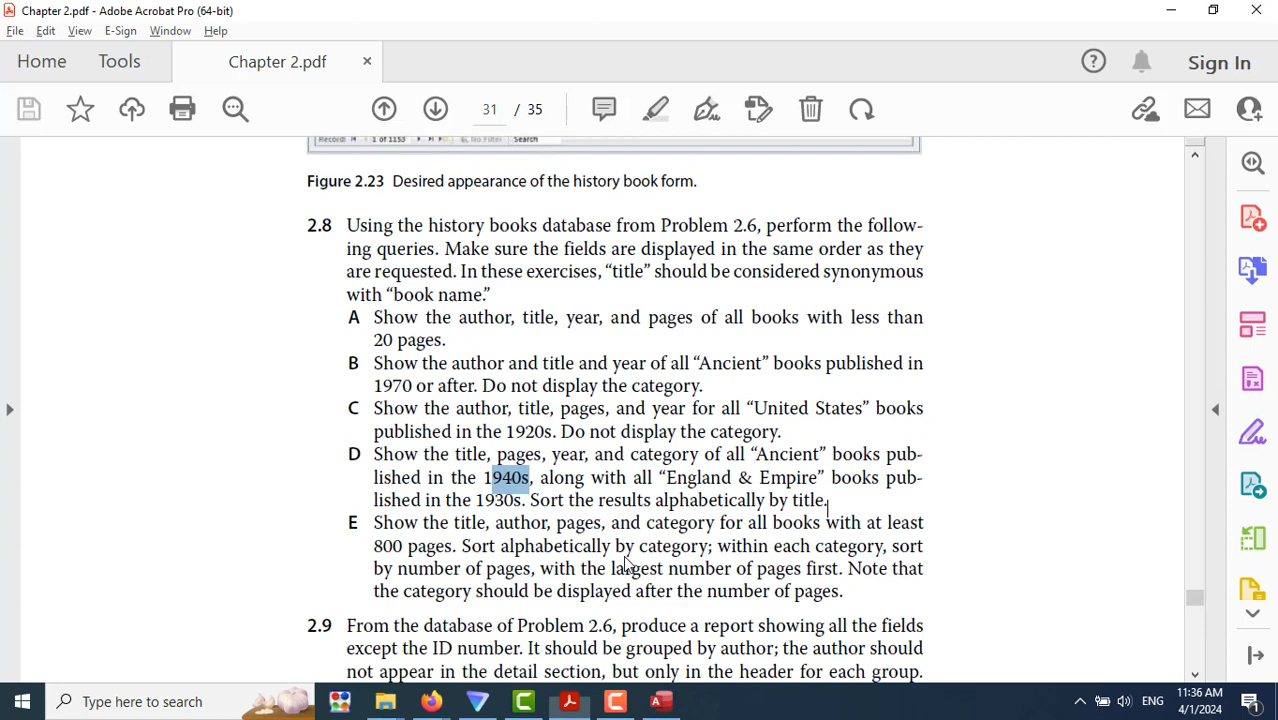 Chapter 2.pdf - Adobe Acrobat Pro (64-bit)
File Edit View E-Sign Window Help
Home Tools Chapter 2.pdf × Sign In
31 / 35
Record: 1 of 1153 No Filter Search
Figure 2.23 Desired appearance of the history book form.
2.8 Using the history books database from Problem 2.6, perform the follow-
ing queries. Make sure the fields are displayed in the same order as they
are requested. In these exercises, “title” should be considered synonymous
with “book name.”
A Show the author, title, year, and pages of all books with less than
20 pages.
B Show the author and title and year of all “Ancient” books published in
1970 or after. Do not display the category.
C Show the author, title, pages, and year for all “United States” books
published in the 1920s. Do not display the category.
D Show the title, pages, year, and category of all “Ancient” books pub-
lished in the 1940s, along with all “England & Empire” books pub-
lished in the 1930s. Sort the results alphabetically by title.
E Show the title, author, pages, and category for all books with at least
800 pages. Sort alphabetically by category; within each category, sort
by number of pages, with the largest number of pages first. Note that
the category should be displayed after the number of pages.
2.9 From the database of Problem 2.6, produce a report showing all the fields
except the ID number. It should be grouped by author; the author should
not appear in the detail section, but only in the header for each group.
Type here to search
ENG
11:36 AM
4/1/2024